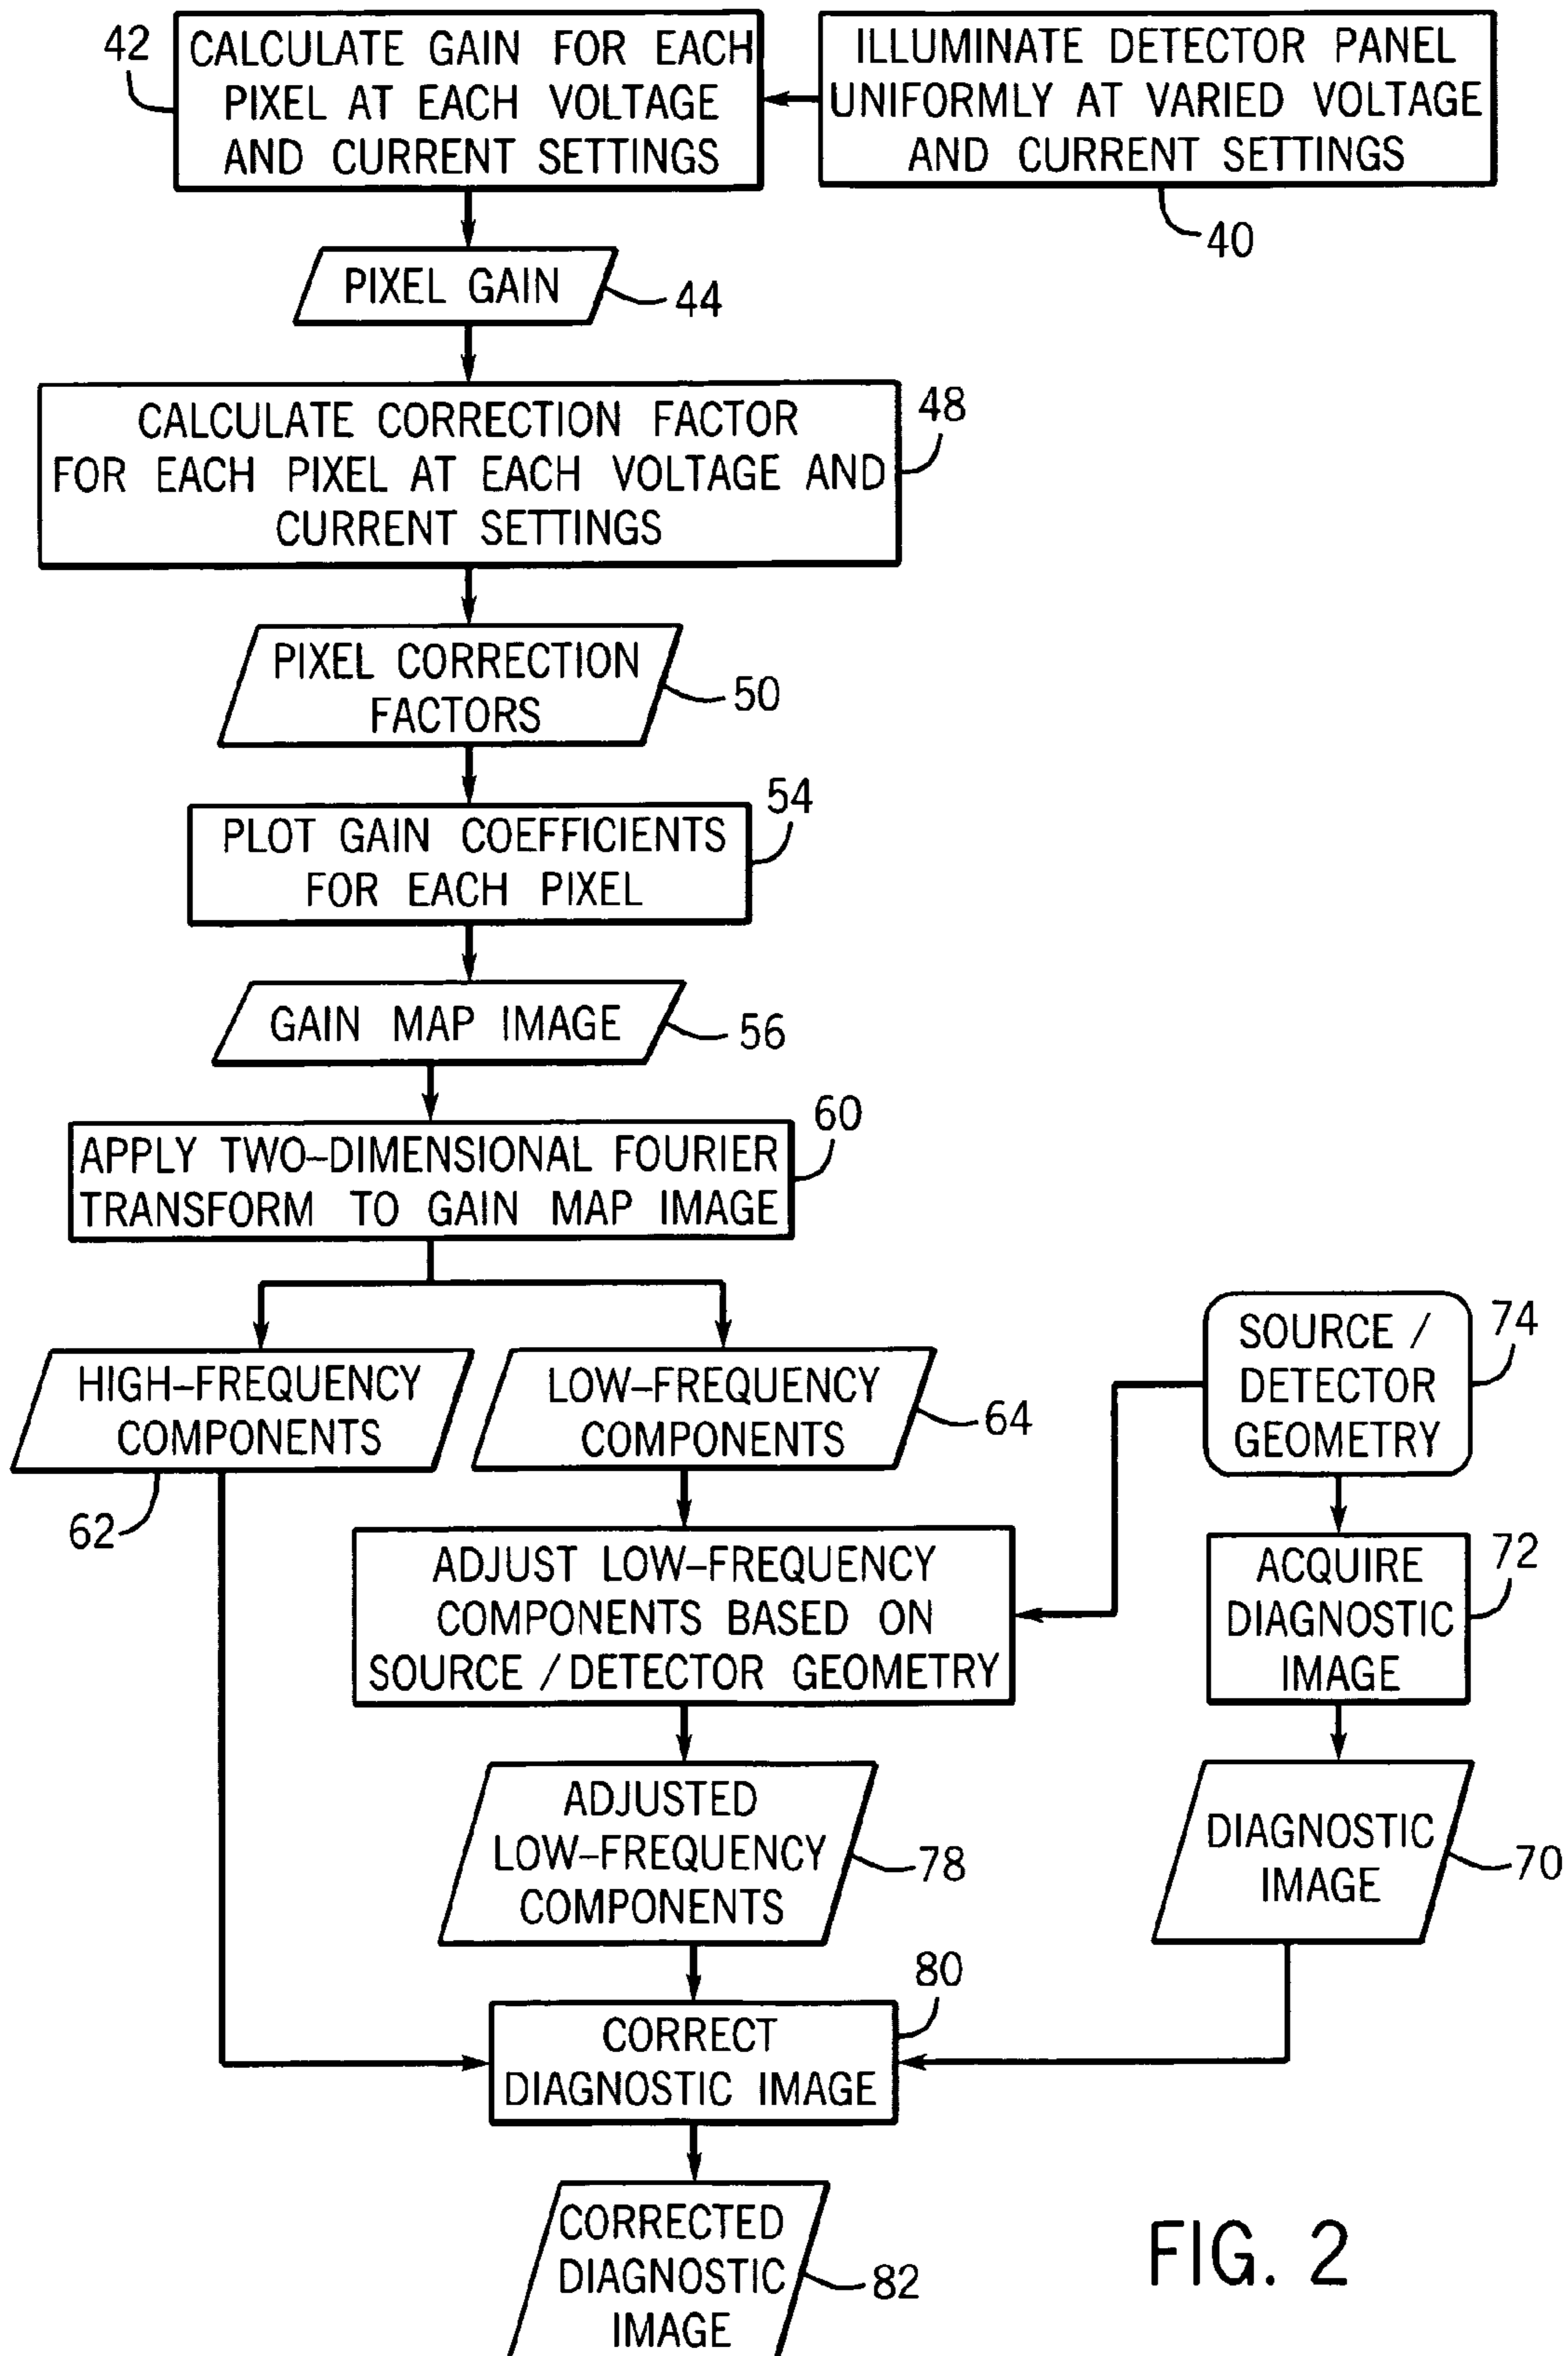 42
CALCULATE GAIN FOR EACH
PIXEL AT EACH VOLTAGE
AND CURRENT SETTINGS
ILLUMINATE DETECTOR PANEL
UNIFORMLY AT VARIED VOLTAGE
AND CURRENT SETTINGS
40
PIXEL GAIN
44
CALCULATE CORRECTION FACTOR
FOR EACH PIXEL AT EACH VOLTAGE AND
CURRENT SETTINGS
48
PIXEL CORRECTION
FACTORS
50
PLOT GAIN COEFFICIENTS
FOR EACH PIXEL
54
GAIN MAP IMAGE
56
APPLY TWO-DIMENSIONAL FOURIER
TRANSFORM TO GAIN MAP IMAGE
60
HIGH-FREQUENCY
COMPONENTS
62
LOW-FREQUENCY
COMPONENTS
64
SOURCE /
DETECTOR
GEOMETRY
74
ADJUST LOW-FREQUENCY
COMPONENTS BASED ON
SOURCE / DETECTOR GEOMETRY
ACQUIRE
DIAGNOSTIC
IMAGE
72
ADJUSTED
LOW-FREQUENCY
COMPONENTS
78
DIAGNOSTIC
IMAGE
70
CORRECT
DIAGNOSTIC IMAGE
80
CORRECTED
DIAGNOSTIC
IMAGE
82
FIG. 2